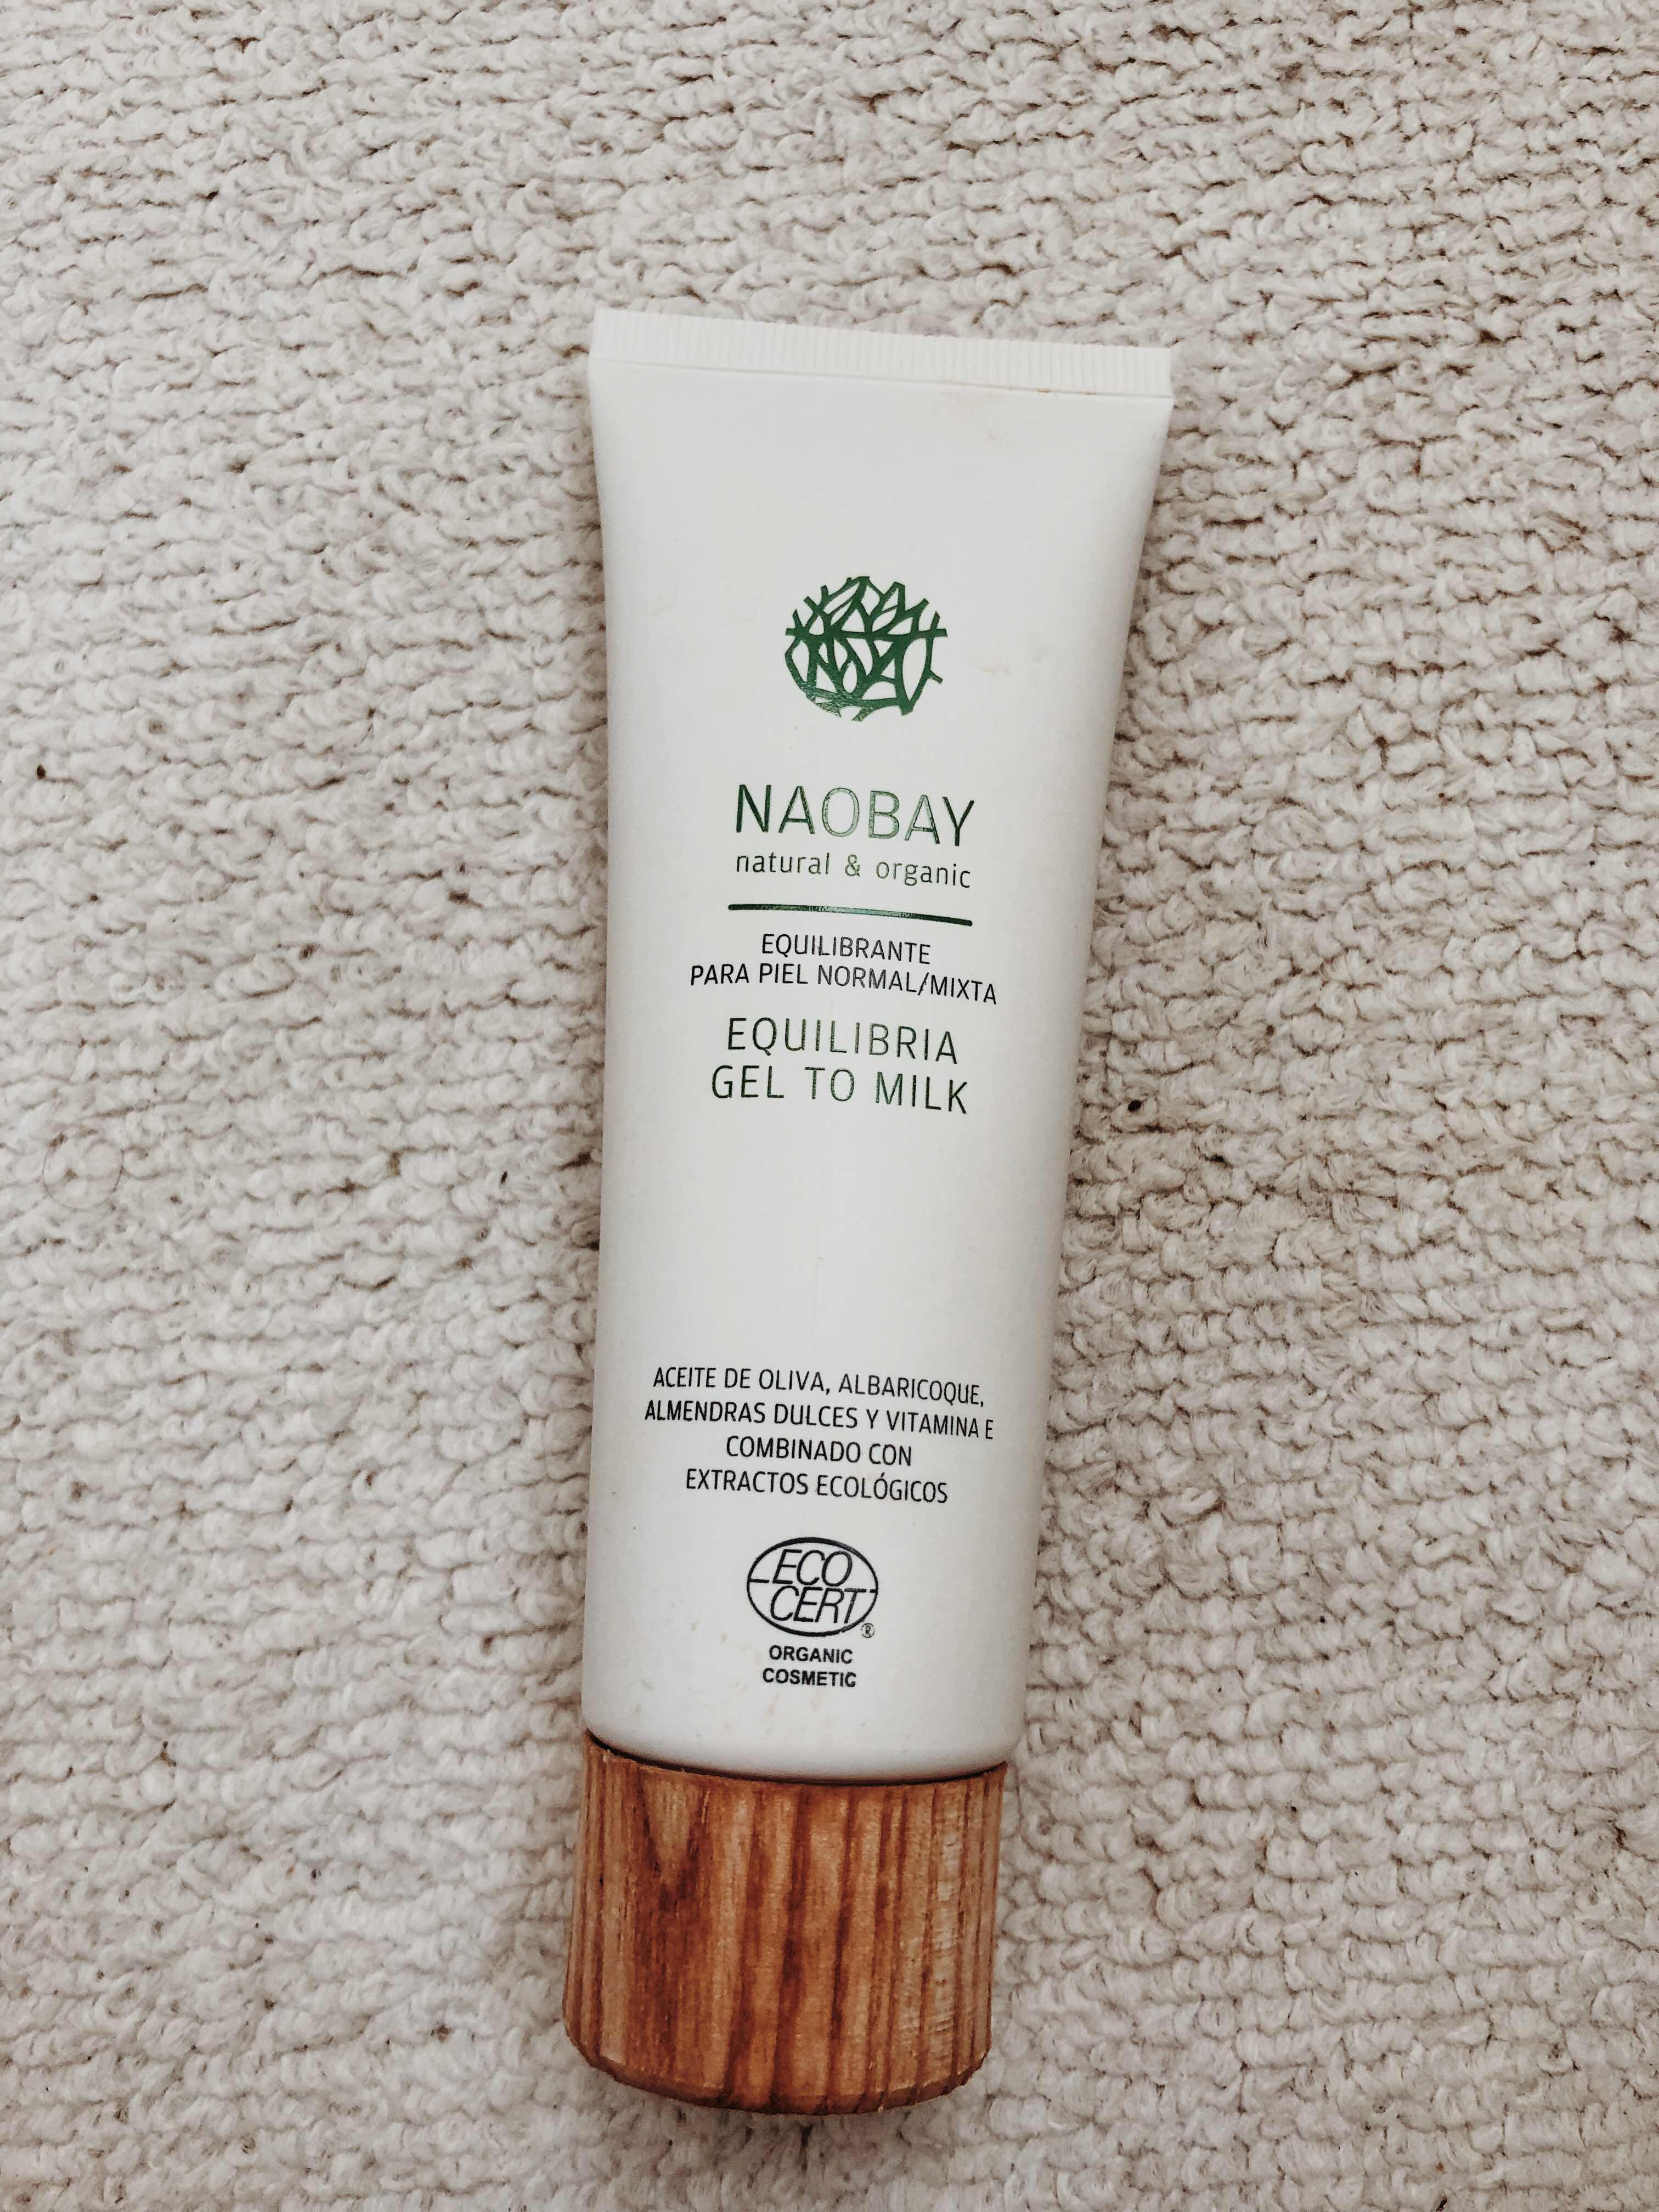 NAOBAY
natural & organic
EQUILIBRANTE
PARA PIEL NORMAL/MIXTA
EQUILIBRIA
GEL TO MILK
ACEITE DE OLIVA, ALBARICOQUE,
ALMENDRAS DULCES Y VITAMINA E
COMBINADO CON
EXTRACTOS ECOLÓGICOS
ECO
CERT®
ORGANIC
COSMETIC